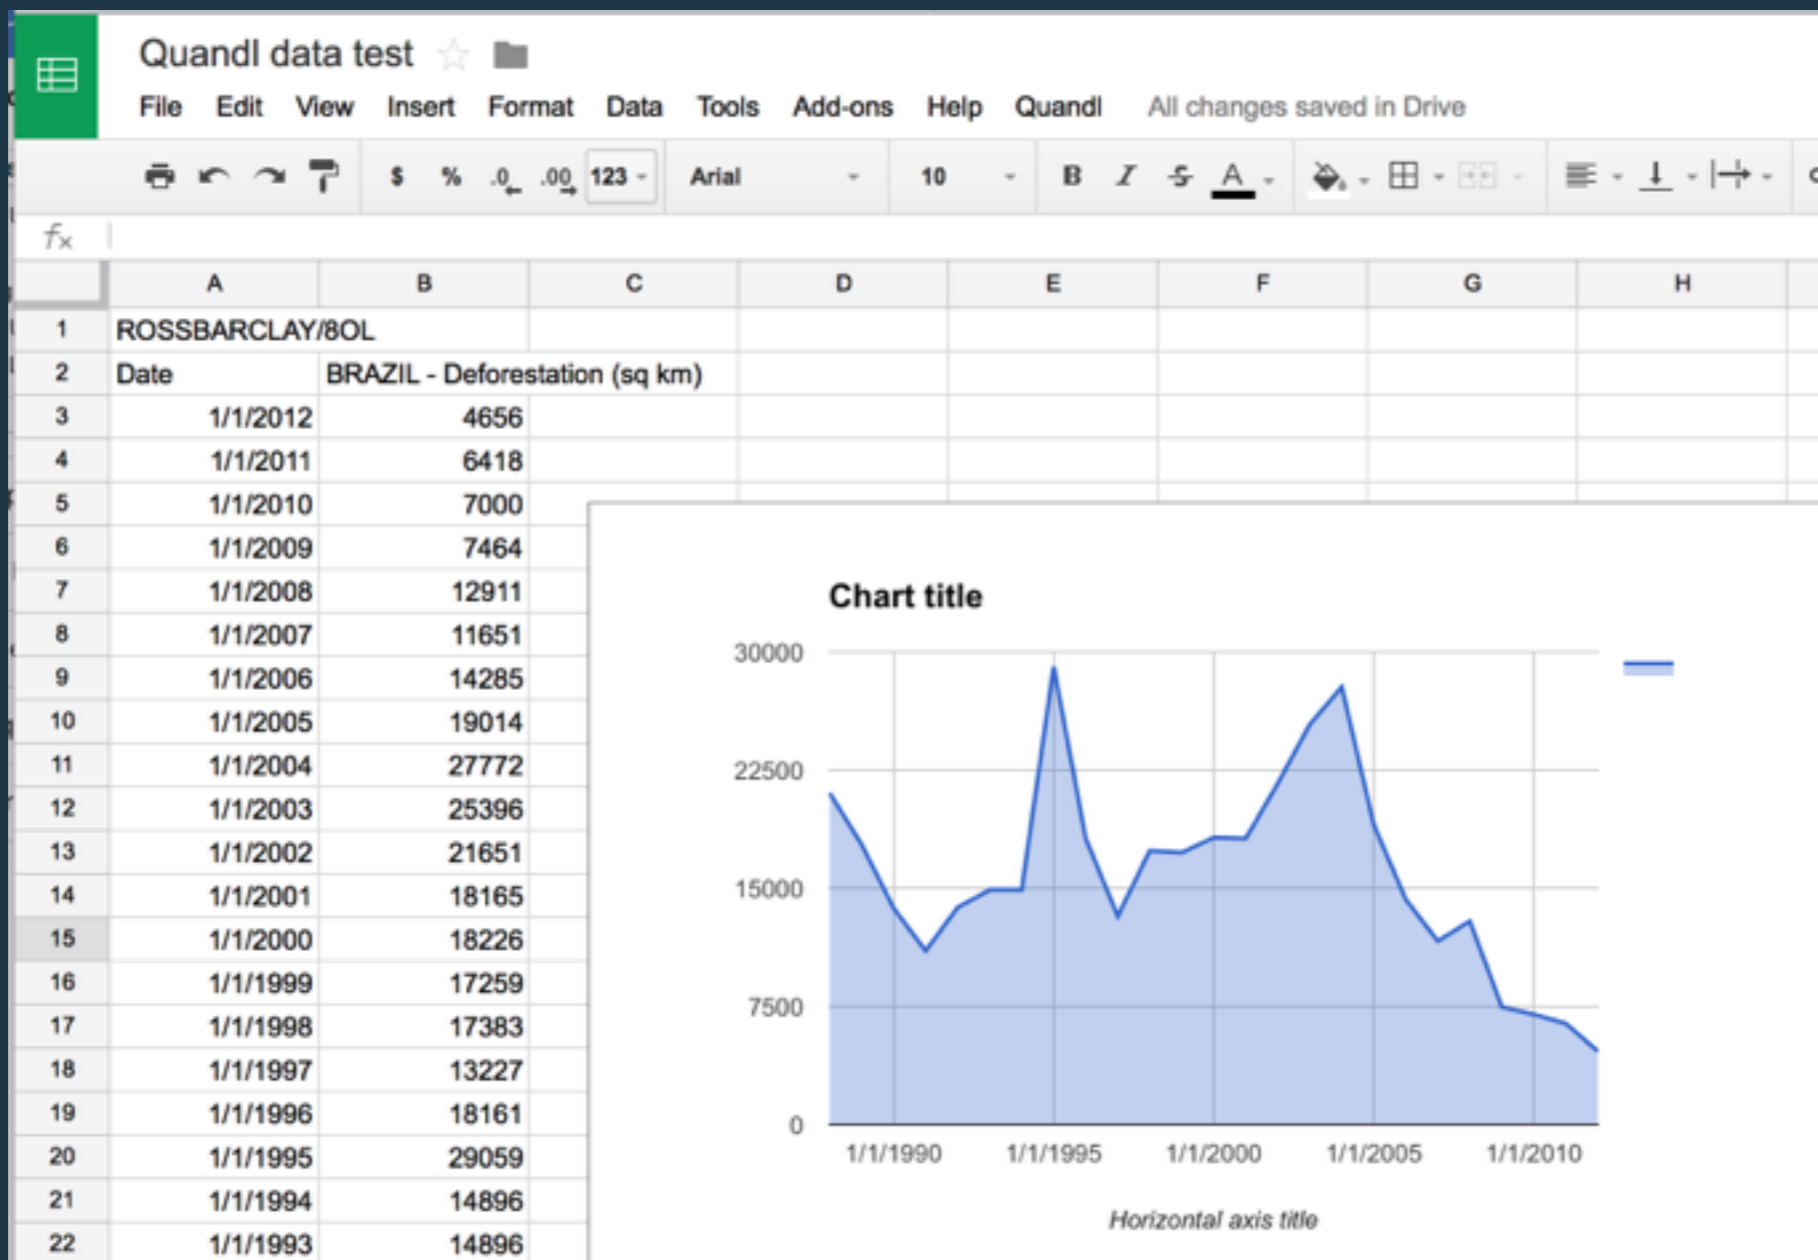 Quandl data test
File Edit View Insert Format Data Tools Add-ons Help Quandl All changes saved in Drive
$ % .0 .00 123 Arial 10 B I S A
fx
A B C D E F G H
1 ROSSBARCLAY/8OL
2 Date BRAZIL - Deforestation (sq km)
3 1/1/2012 4656
4 1/1/2011 6418
5 1/1/2010 7000
6 1/1/2009 7464
7 1/1/2008 12911
8 1/1/2007 11651
9 1/1/2006 14285
10 1/1/2005 19014
11 1/1/2004 27772
12 1/1/2003 25396
13 1/1/2002 21651
14 1/1/2001 18165
15 1/1/2000 18226
16 1/1/1999 17259
17 1/1/1998 17383
18 1/1/1997 13227
19 1/1/1996 18161
20 1/1/1995 29059
21 1/1/1994 14896
22 1/1/1993 14896
Chart title
30000
22500
15000
7500
0
1/1/1990 1/1/1995 1/1/2000 1/1/2005 1/1/2010
Horizontal axis title